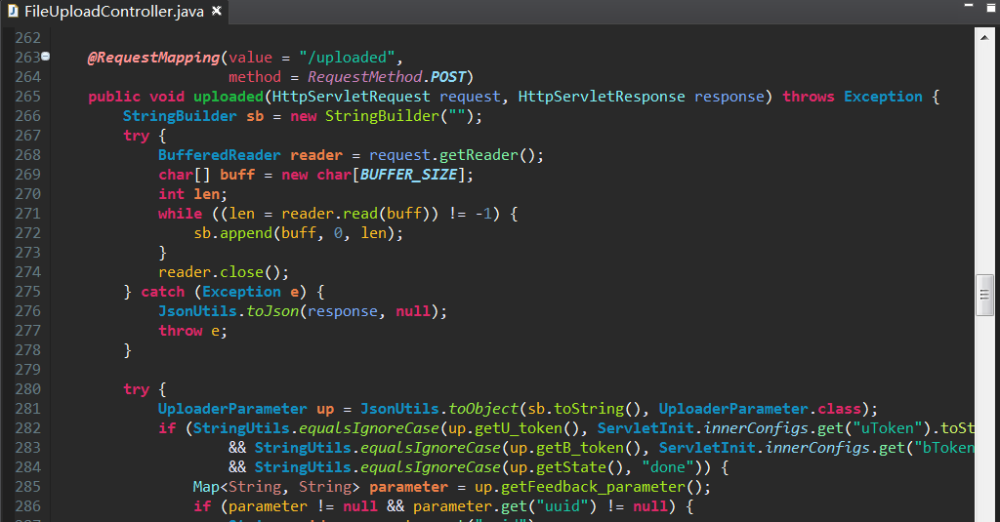 FileUploadController.java
262
263 @RequestMapping(value = "/uploaded",
264 method = RequestMethod.POST)
265 public void uploaded(HttpServletRequest request, HttpServletResponse response) throws Exception {
266 StringBuilder sb = new StringBuilder("");
267 try {
268 BufferedReader reader = request.getReader();
269 char[] buff = new char[BUFFER_SIZE];
270 int len;
271 while ((len = reader.read(buff)) != -1) {
272 sb.append(buff, 0, len);
273 }
274 reader.close();
275 } catch (Exception e) {
276 JsonUtils.toJson(response, null);
277 throw e;
278 }
279
280 try {
281 UploaderParameter up = JsonUtils.toObject(sb.toString(), UploaderParameter.class);
282 if (StringUtils.equalsIgnoreCase(up.getU_token(), ServletInit.innerConfigs.get("uToken").toSt
283 && StringUtils.equalsIgnoreCase(up.getB_token(), ServletInit.innerConfigs.get("bToken
284 && StringUtils.equalsIgnoreCase(up.getState(), "done")) {
285 Map<String, String> parameter = up.getFeedback_parameter();
286 if (parameter != null && parameter.get("uuid") != null) {